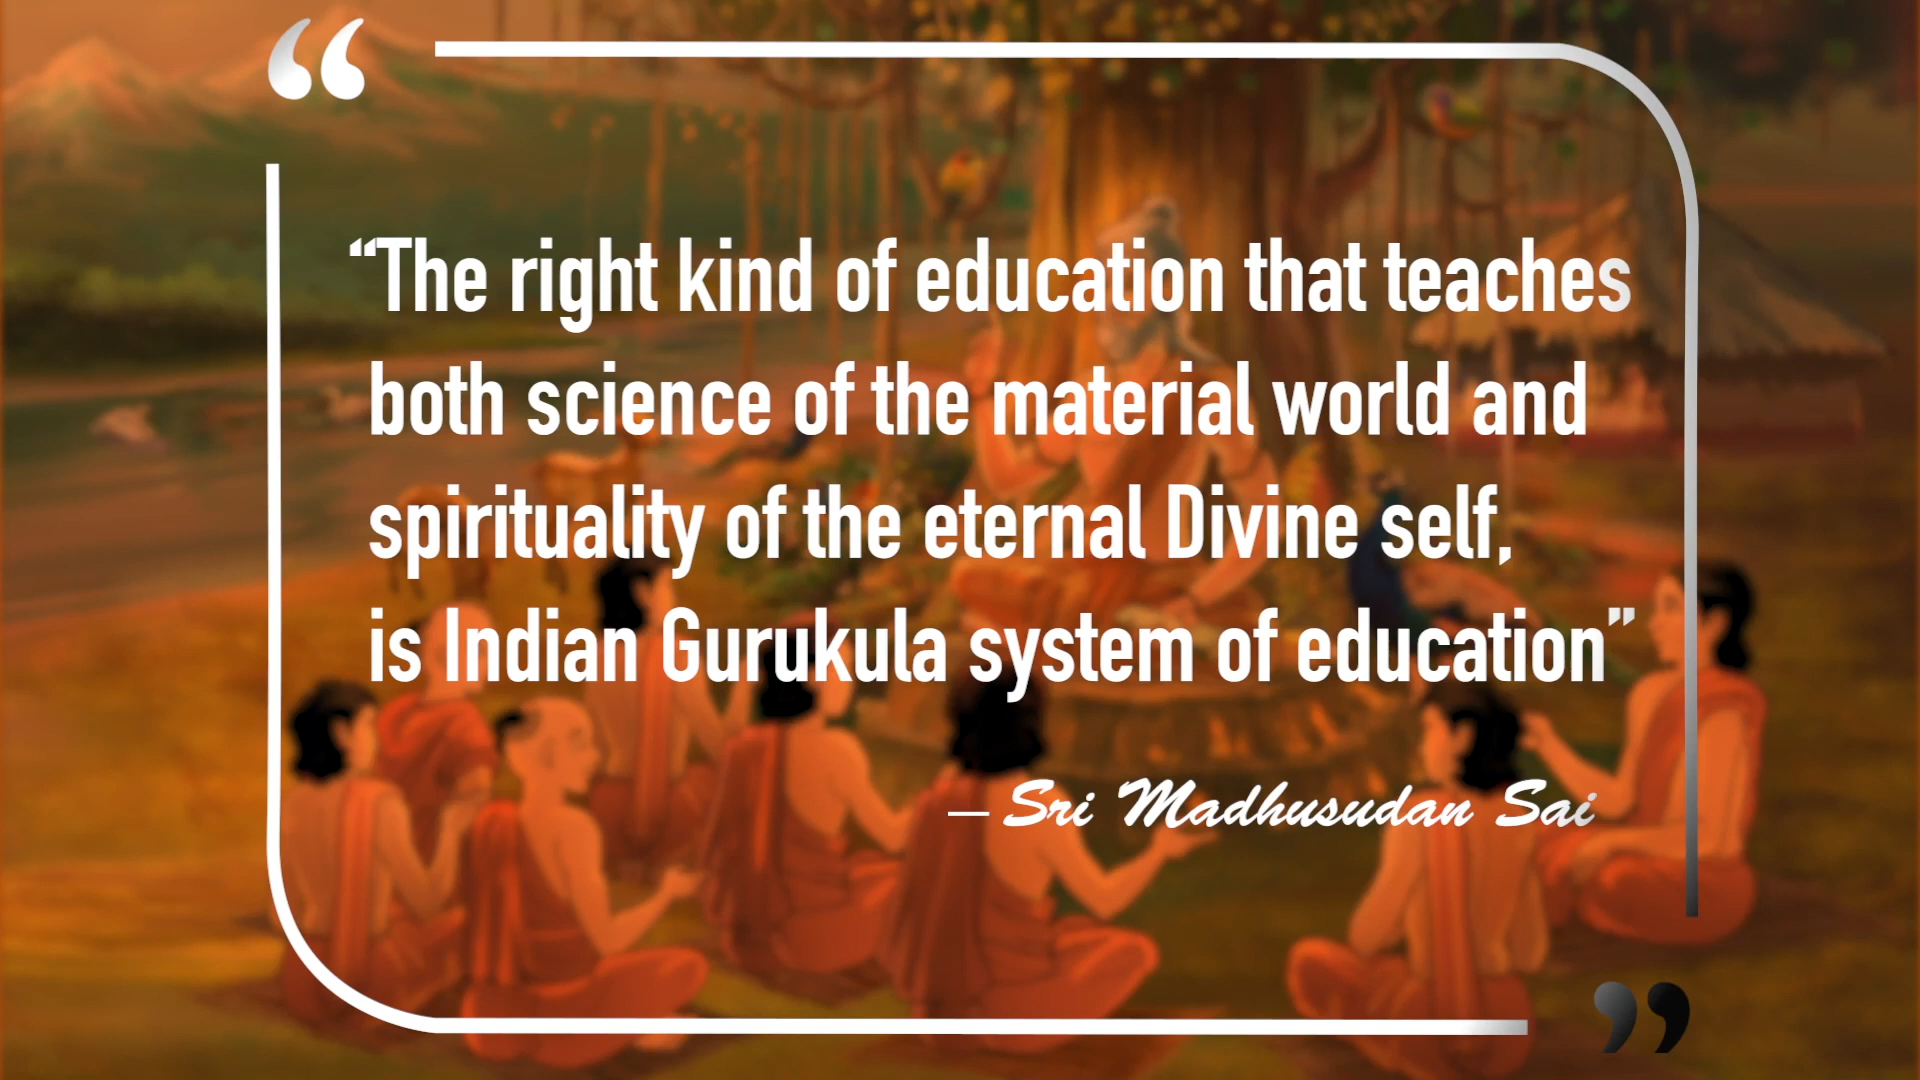 “The right kind of education that teaches
both science of the material world and
spirituality of the eternal Divine self,
is Indian Gurukula system of education”
— Sri Madhusudan Sai